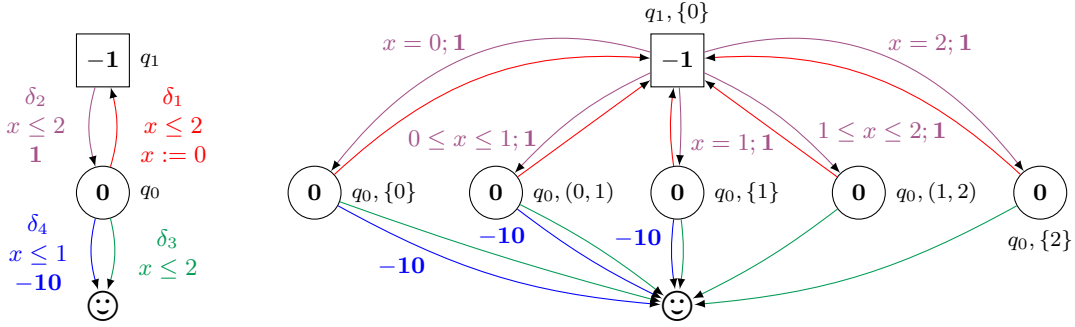 −1
q₁
δ₂
x ≤ 2
1
δ₁
x ≤ 2
x := 0
0
q₀
δ₄
x ≤ 1
−10
δ₃
x ≤ 2
q₁, {0}
−1
x = 0; 1
x = 2; 1
0 ≤ x ≤ 1; 1
x = 1; 1
1 ≤ x ≤ 2; 1
0
q₀, {0}
0
q₀, (0, 1)
0
q₀, {1}
0
q₀, (1, 2)
0
q₀, {2}
−10
−10
−10